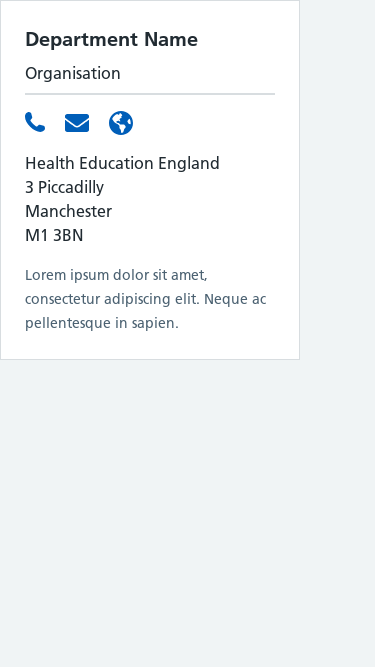 Department Name
Organisation
Health Education England
3 Piccadilly
Manchester
M1 3BN
Lorem ipsum dolor sit amet,
consectetur adipiscing elit. Neque ac
pellentesque in sapien.